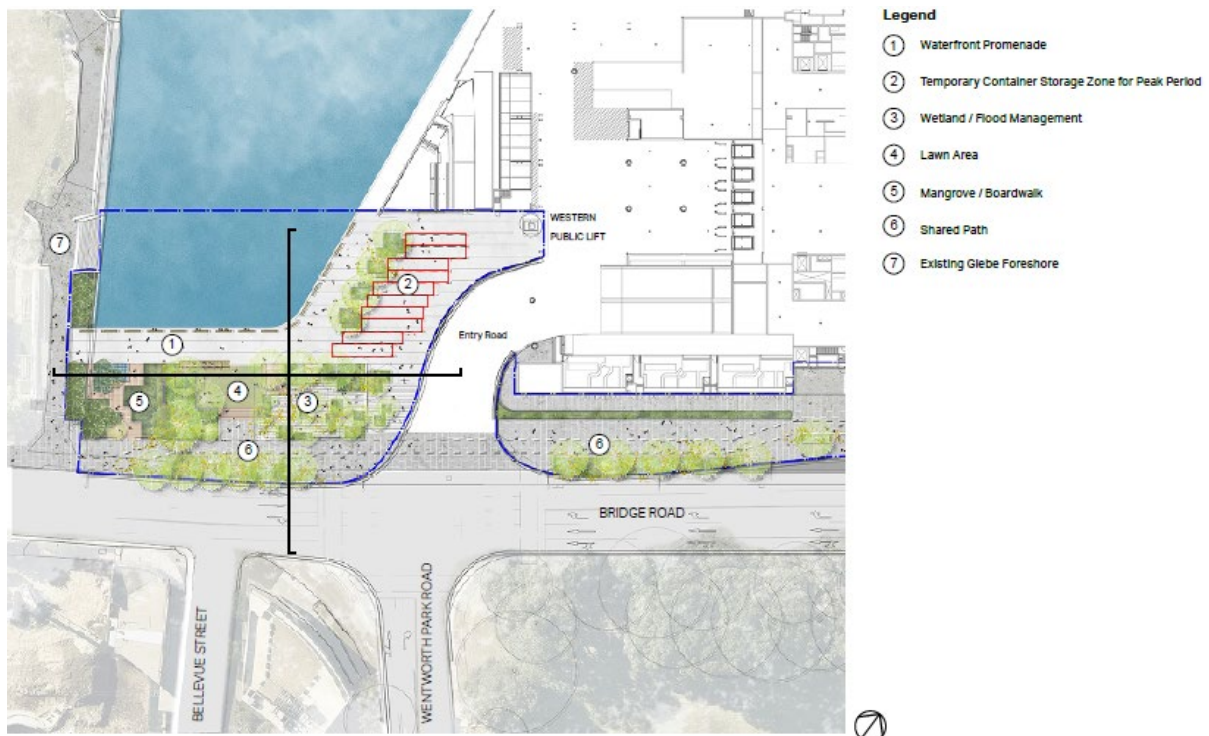 Legend
1 Waterfront Promenade
2 Temporary Container Storage Zone for Peak Period
3 Wetland / Flood Management
4 Lawn Area
5 Mangrove / Boardwalk
6 Shared Path
7 Existing Glebe Foreshore
WESTERN
PUBLIC LIFT
7
2
Entry Road
1
4
3
5
6
6
BRIDGE ROAD
BELLEVUE STREET
WENTWORTH PARK ROAD